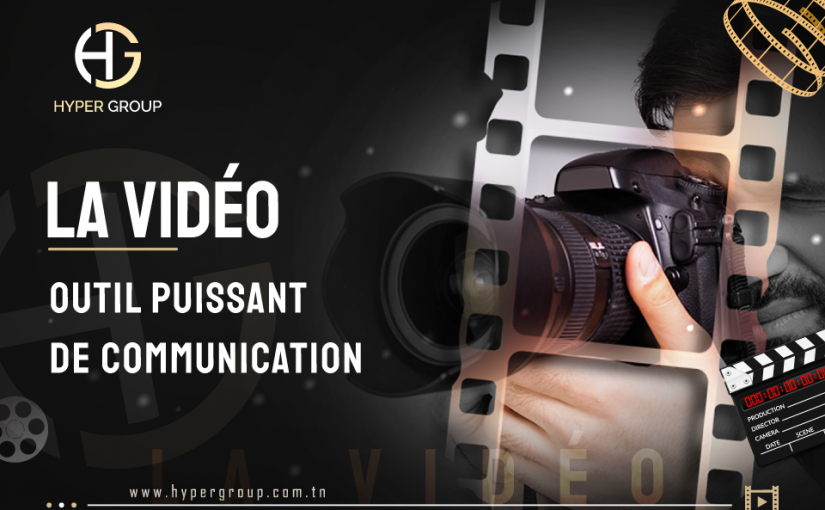 HG
HYPER GROUP
LA VIDÉO
OUTIL PUISSANT
DE COMMUNICATION
PRODUCTION
DIRECTOR
CAMERA
DATE
SCENE
LA VIDÉO
www.hypergroup.com.tn